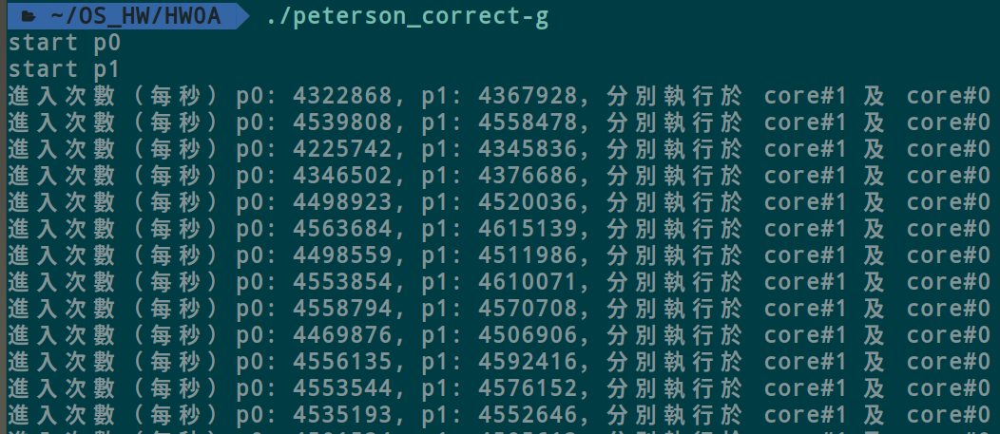 ~/OS_HW/HW0A ./peterson_correct-g
start p0
start p1
進入次數（每秒）p0: 4322868, p1: 4367928, 分別執行於 core#1 及 core#0
進入次數（每秒）p0: 4539808, p1: 4558478, 分別執行於 core#1 及 core#0
進入次數（每秒）p0: 4225742, p1: 4345836, 分別執行於 core#1 及 core#0
進入次數（每秒）p0: 4346502, p1: 4376686, 分別執行於 core#1 及 core#0
進入次數（每秒）p0: 4498923, p1: 4520036, 分別執行於 core#1 及 core#0
進入次數（每秒）p0: 4563684, p1: 4615139, 分別執行於 core#1 及 core#0
進入次數（每秒）p0: 4498559, p1: 4511986, 分別執行於 core#1 及 core#0
進入次數（每秒）p0: 4553854, p1: 4610071, 分別執行於 core#1 及 core#0
進入次數（每秒）p0: 4558794, p1: 4570708, 分別執行於 core#1 及 core#0
進入次數（每秒）p0: 4469876, p1: 4506906, 分別執行於 core#1 及 core#0
進入次數（每秒）p0: 4556135, p1: 4592416, 分別執行於 core#1 及 core#0
進入次數（每秒）p0: 4553544, p1: 4576152, 分別執行於 core#1 及 core#0
進入次數（每秒）p0: 4535193, p1: 4552646, 分別執行於 core#1 及 core#0